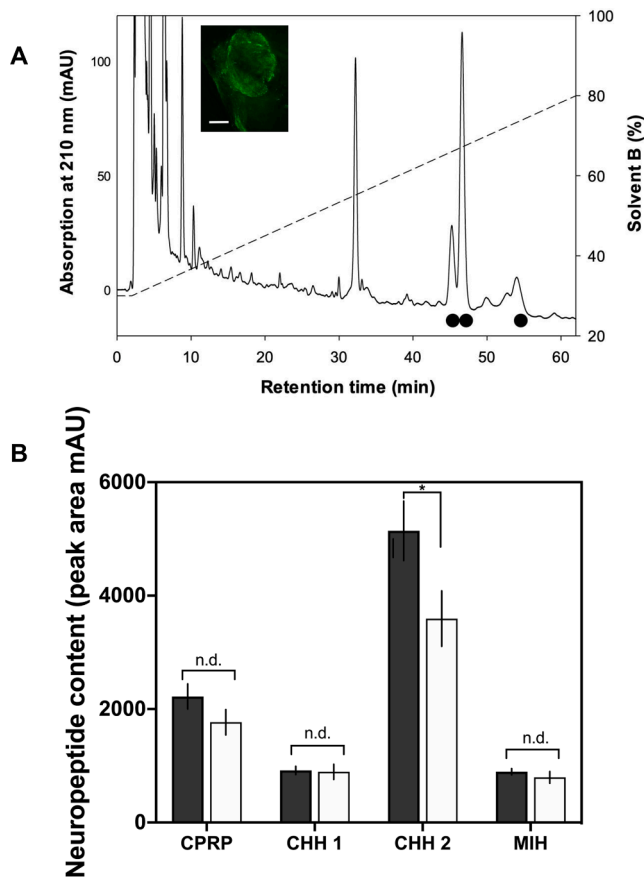 A
100
50
0
Absorption at 210 nm (mAU)
100
80
60
40
20
Solvent B (%)
0 10 20 30 40 50 60
Retention time (min)
B
Neuropeptide content (peak area mAU)
6000
4000
2000
0
n.d.
n.d.
*
n.d.
CPRP CHH 1 CHH 2 MIH